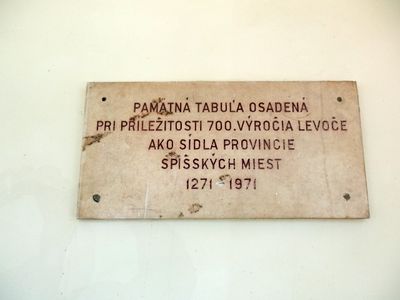 PAMÄTNÁ TABUĽA OSADENÁ
PRI PRÍLEŽITOSTI 700.VÝROČIA LEVOČE
AKO SÍDLA PROVINCIE
SPIŠSKÝCH MIEST
1271-1971